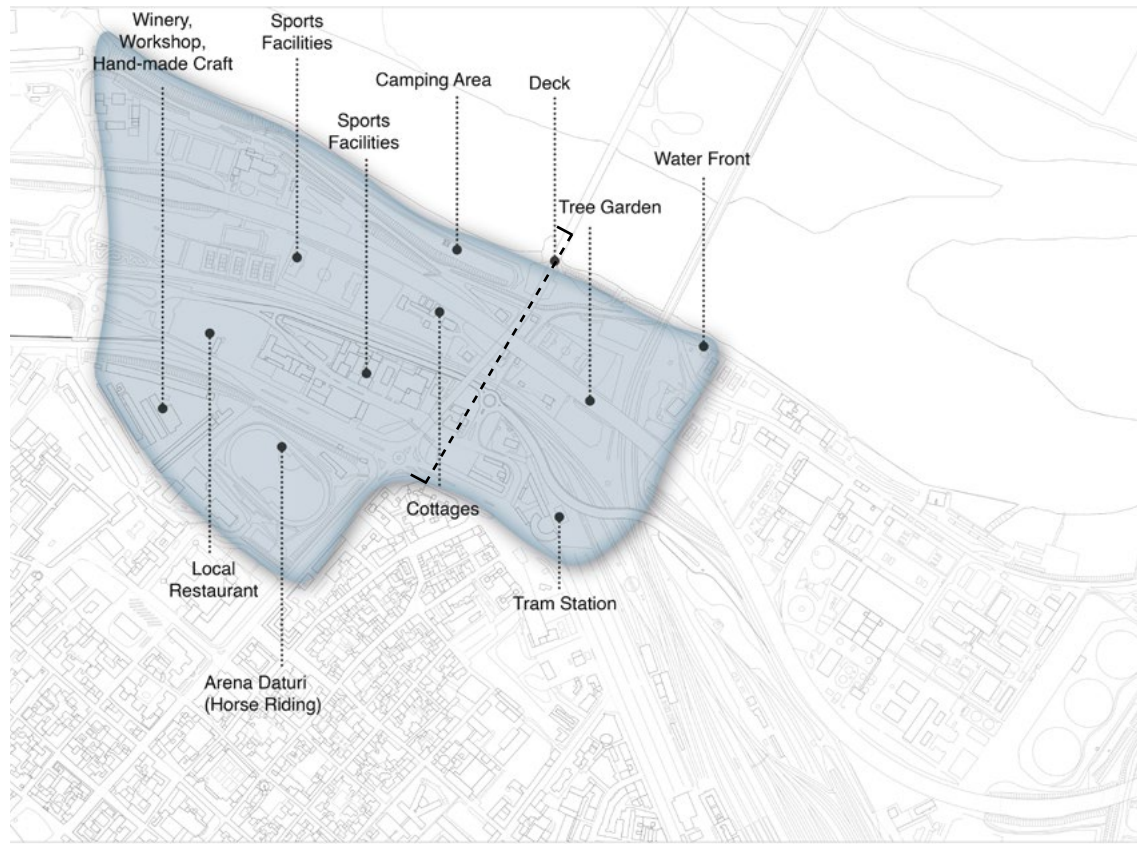 Winery,
Workshop,
Hand-made Craft
Sports
Facilities
Camping Area
Deck
Sports
Facilities
Water Front
Tree Garden
Cottages
Local
Restaurant
Tram Station
Arena Daturi
(Horse Riding)